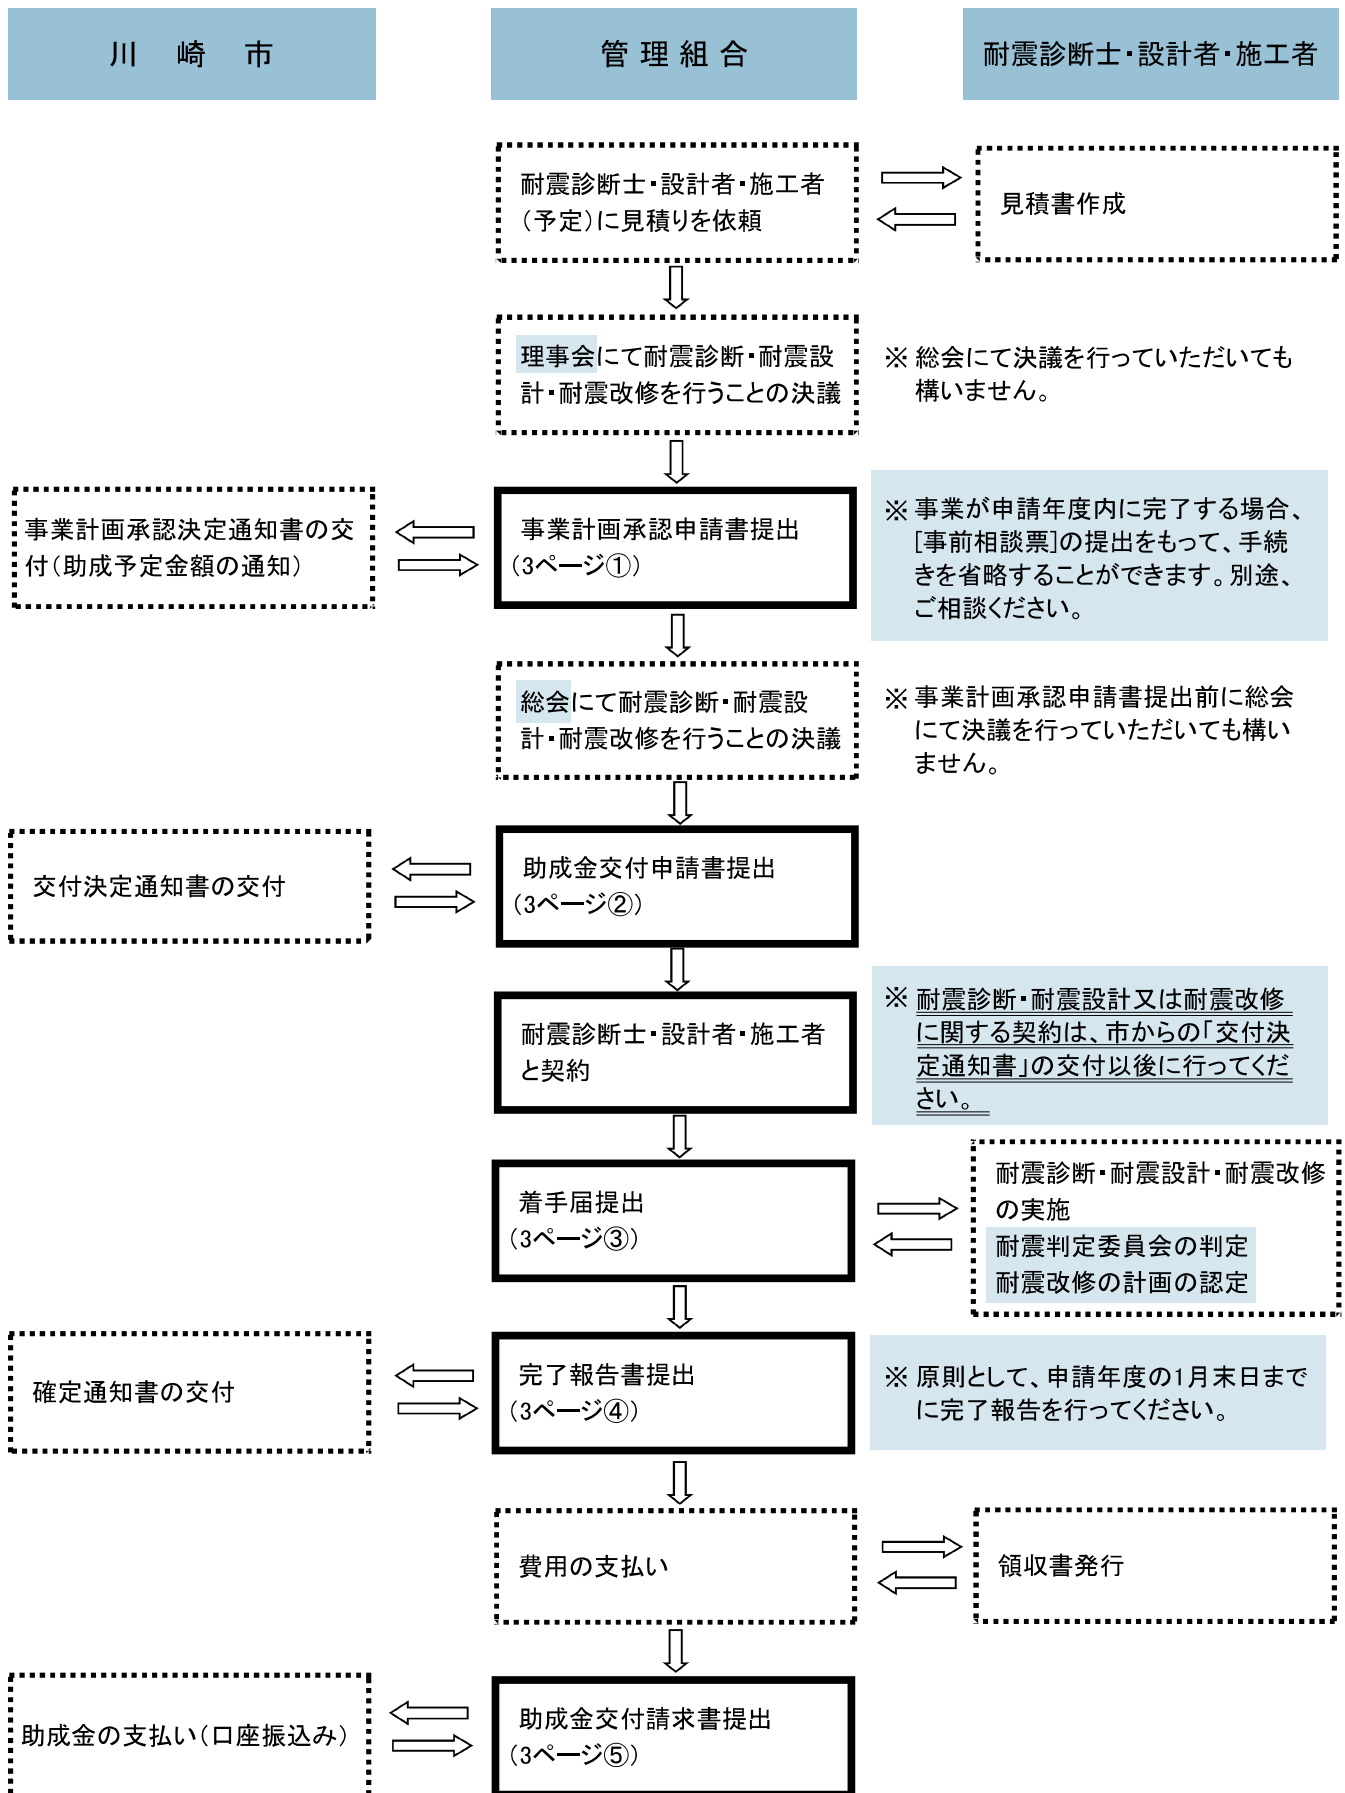 川 崎 市
管 理 組 合
耐震診断士・設計者・施工者
耐震診断士・設計者・施工者
（予定）に見積りを依頼
見積書作成
理事会にて耐震診断・耐震設
計・耐震改修を行うことの決議
※ 総会にて決議を行っていただいても
構いません。
事業計画承認決定通知書の交
付（助成予定金額の通知）
事業計画承認申請書提出
（3ページ①）
※ 事業が申請年度内に完了する場合、
［事前相談票］の提出をもって、手続
きを省略することができます。別途、
ご相談ください。
総会にて耐震診断・耐震設
計・耐震改修を行うことの決議
※ 事業計画承認申請書提出前に総会
にて決議を行っていただいても構い
ません。
交付決定通知書の交付
助成金交付申請書提出
（3ページ②）
耐震診断士・設計者・施工者
と契約
※ 耐震診断・耐震設計又は耐震改修
に関する契約は、市からの「交付決
定通知書」の交付以後に行ってくだ
さい。
着手届提出
（3ページ③）
耐震診断・耐震設計・耐震改修
の実施
耐震判定委員会の判定
耐震改修の計画の認定
確定通知書の交付
完了報告書提出
（3ページ④）
※ 原則として、申請年度の1月末日まで
に完了報告を行ってください。
費用の支払い
領収書発行
助成金の支払い（口座振込み）
助成金交付請求書提出
（3ページ⑤）